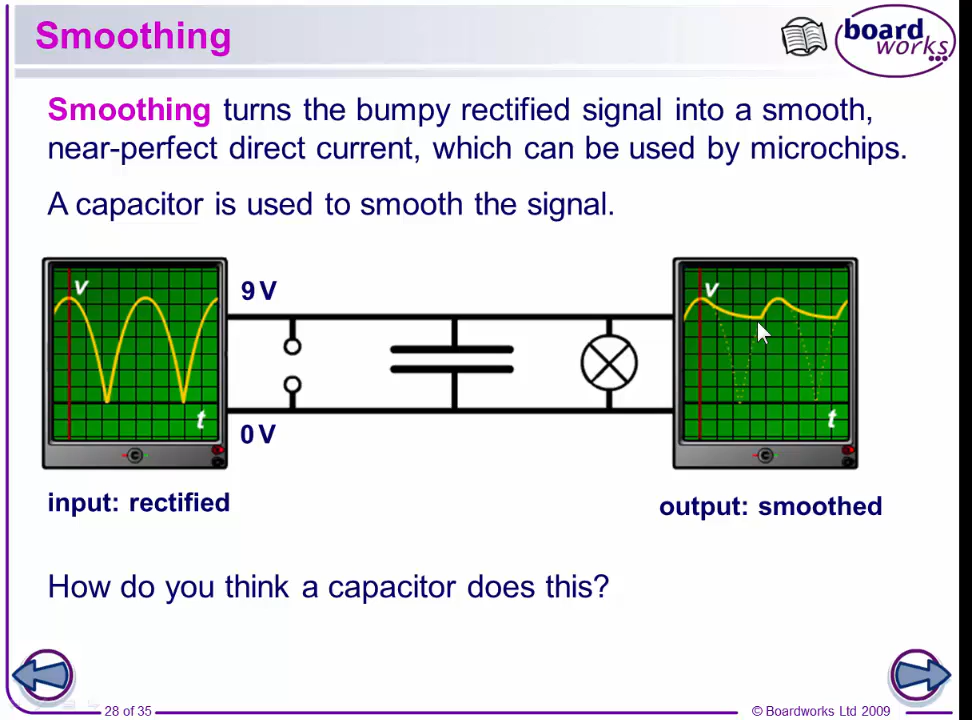 Smoothing
board
works
Smoothing turns the bumpy rectified signal into a smooth,
near-perfect direct current, which can be used by microchips.
A capacitor is used to smooth the signal.
V
9 V
V
t
0 V
t
input: rectified
output: smoothed
How do you think a capacitor does this?
28 of 35
© Boardworks Ltd 2009